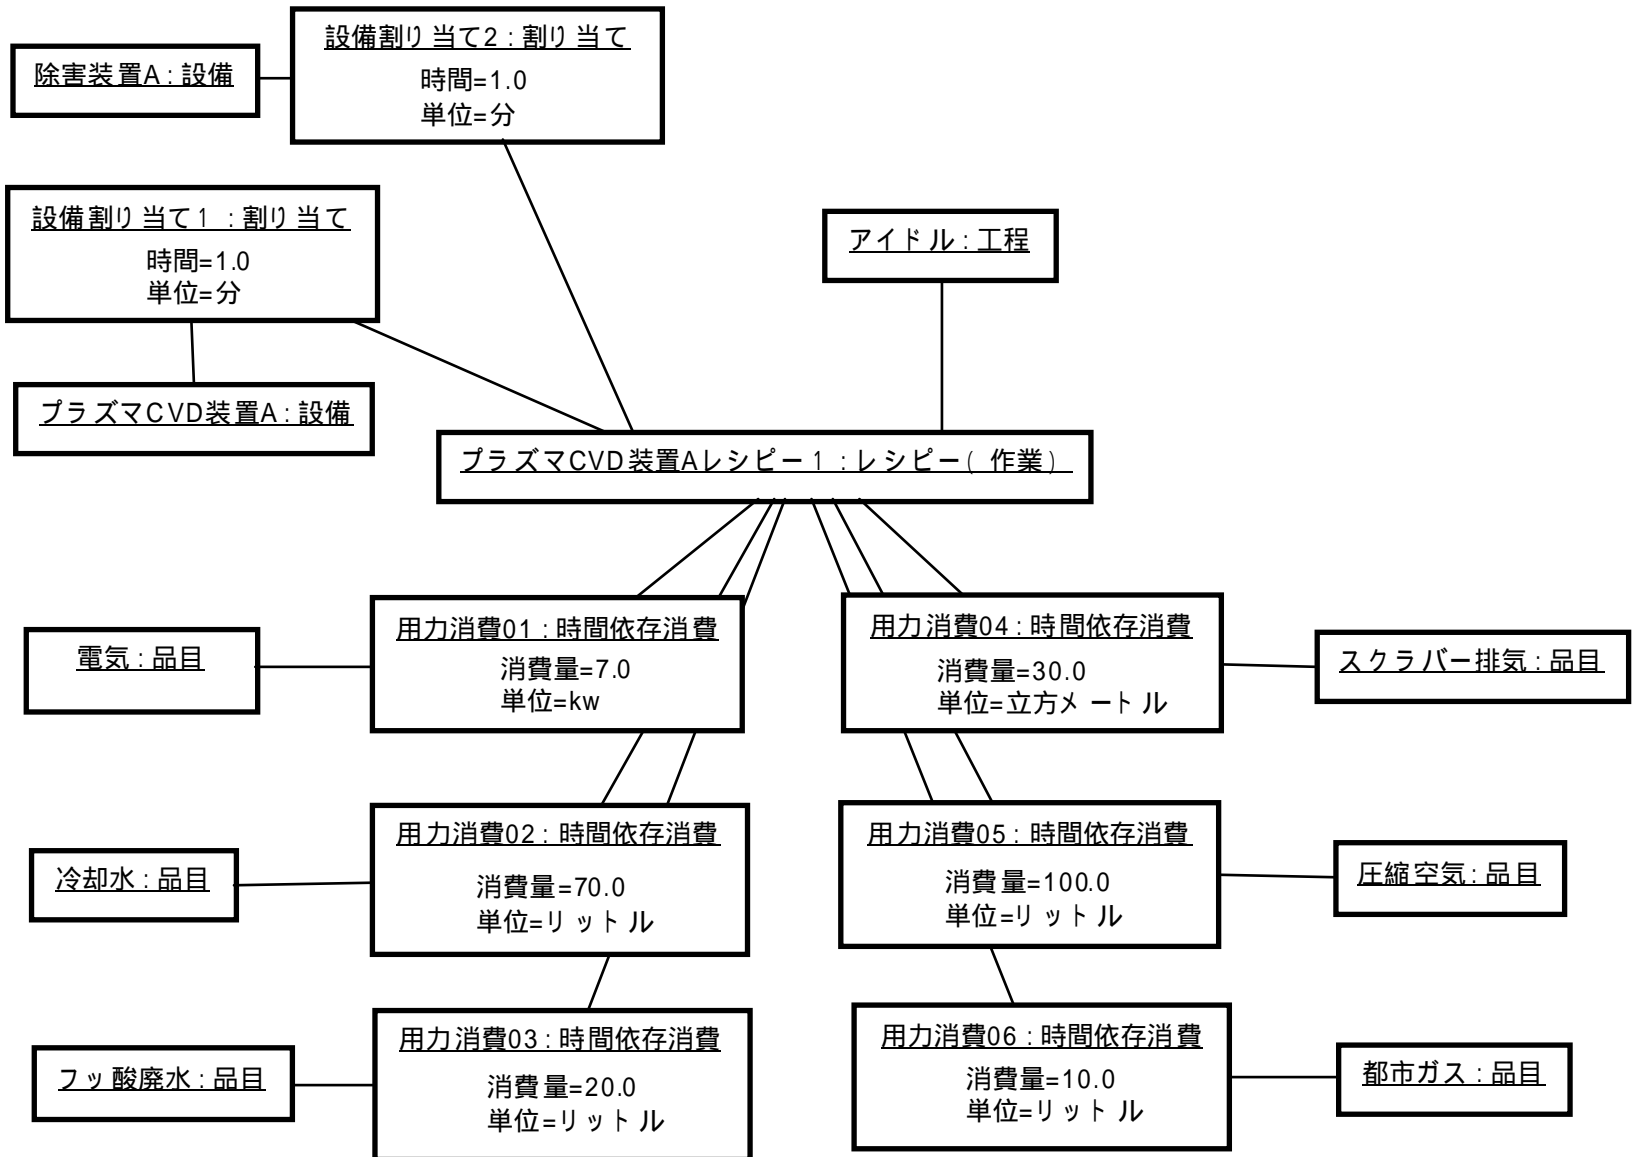 設備割り当て2:割り当て
時間=1.0
単位=分
除害装置A:設備
設備割り当て1:割り当て
時間=1.0
単位=分
アイドル:工程
プラズマCVD装置A:設備
プラズマCVD装置Aレシピー1:レシピー(作業)
用力消費01:時間依存消費
消費量=7.0
単位=kw
電気:品目
用力消費04:時間依存消費
消費量=30.0
単位=立方メートル
スクラバー排気:品目
用力消費02:時間依存消費
消費量=70.0
単位=リットル
冷却水:品目
用力消費05:時間依存消費
消費量=100.0
単位=リットル
圧縮空気:品目
用力消費03:時間依存消費
消費量=20.0
単位=リットル
フッ酸廃水:品目
用力消費06:時間依存消費
消費量=10.0
単位=リットル
都市ガス:品目